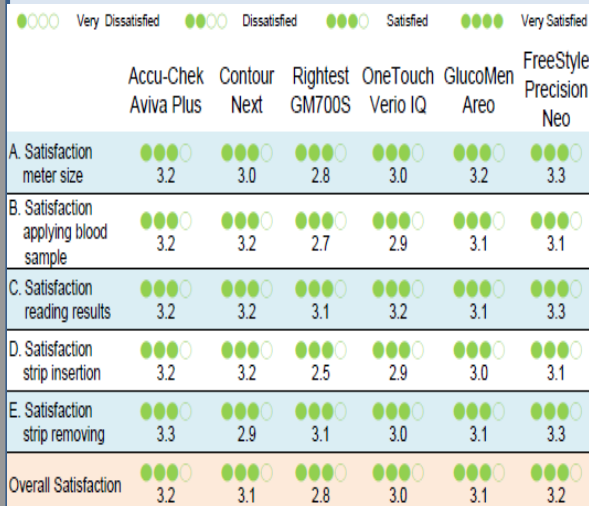 Very Dissatisfied Dissatisfied Satisfied Very Satisfied
Accu-Chek Aviva Plus
Contour Next
Rightest GM700S
OneTouch Verio IQ
GlucoMen Areo
FreeStyle Precision Neo
A. Satisfaction
meter size
3.2 3.0 2.8 3.0 3.2 3.3
B. Satisfaction
applying blood
sample
3.2 3.2 2.7 2.9 3.1 3.1
C. Satisfaction
reading results
3.2 3.2 3.1 3.2 3.1 3.3
D. Satisfaction
strip insertion
3.2 3.2 2.5 2.9 3.0 3.1
E. Satisfaction
strip removing
3.3 2.9 3.1 3.0 3.1 3.3
Overall Satisfaction
3.2 3.1 2.8 3.0 3.1 3.2